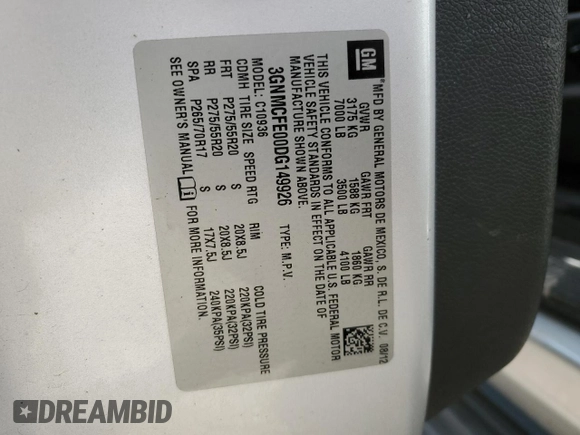 GM
MFD BY GENERAL MOTORS DE MEXICO, S. DE R.L. DE C.V. 08/12
GVWR GAWR FRT GAWR RR
3175 KG 1588 KG 1860 KG
7000 LB 3500 LB 4100 LB
THIS VEHICLE CONFORMS TO ALL APPLICABLE U.S. FEDERAL MOTOR
VEHICLE SAFETY STANDARDS IN EFFECT ON THE DATE OF
MANUFACTURE SHOWN ABOVE.
3GNMCFE00DG149926 TYPE: M.P.V.
MODEL: C10936
CDMH TIRE SIZE SPEED RTG RIM COLD TIRE PRESSURE
FRT P275/55R20 S 20X8.5J 220KPA(32PSI)
RR P275/55R20 S 20X8.5J 220KPA(32PSI)
SPA P265/70R17 S 17X7.5J 240KPA(35PSI)
SEE OWNER'S MANUAL FOR MORE INFORMATION.
DREAMBID